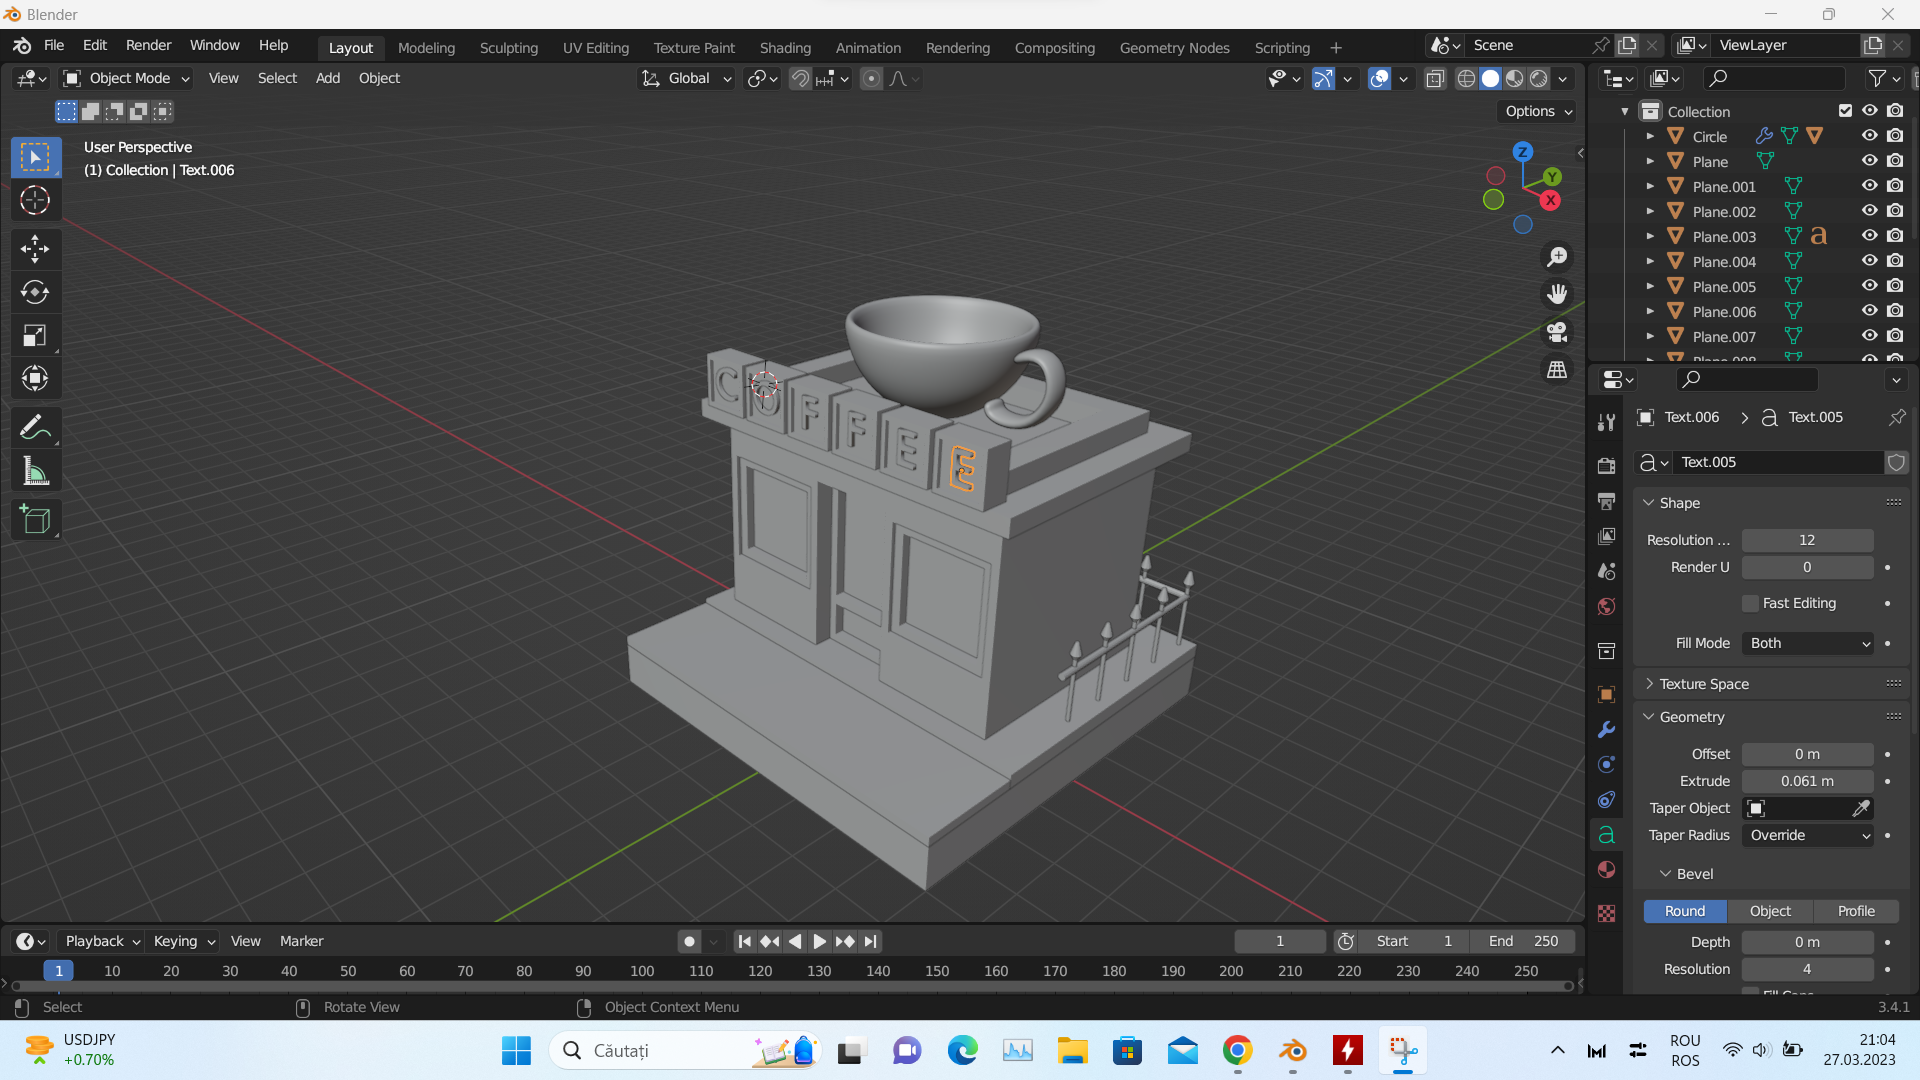 Blender
File Edit Render Window Help
Layout Modeling Sculpting UV Editing Texture Paint Shading Animation Rendering Compositing Geometry Nodes Scripting +
Scene
ViewLayer
Object Mode View Select Add Object
Global
Options
User Perspective
(1) Collection | Text.006
Z
Y
X
COFFEE
Collection
Circle
Plane
Plane.001
Plane.002
Plane.003
Plane.004
Plane.005
Plane.006
Plane.007
Plane.008
Text.006 > Text.005
Text.005
Shape
Resolution ... 12
Render U 0
Fast Editing
Fill Mode Both
Texture Space
Geometry
Offset 0 m
Extrude 0.061 m
Taper Object
Taper Radius Override
Bevel
Round Object Profile
Depth 0 m
Resolution 4
Playback Keying View Marker
1 Start 1 End 250
1 10 20 30 40 50 60 70 80 90 100 110 120 130 140 150 160 170 180 190 200 210 220 230 240 250
Select Rotate View Object Context Menu 3.4.1
USDJPY
+0.70%
Căutați
ROU
ROS
21:04
27.03.2023